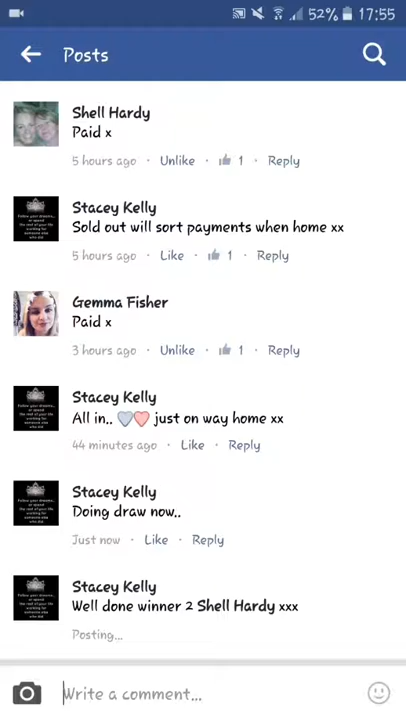 52% 17:55
Posts
Shell Hardy
Paid x
5 hours ago · Unlike · 1 · Reply
Stacey Kelly
Sold out will sort payments when home xx
5 hours ago · Like · 1 · Reply
Gemma Fisher
Paid x
3 hours ago · Unlike · 1 · Reply
Stacey Kelly
All in.. 🩵🩷 just on way home xx
44 minutes ago · Like · Reply
Stacey Kelly
Doing draw now..
Just now · Like · Reply
Stacey Kelly
Well done winner 2 Shell Hardy xxx
Posting...
Write a comment...